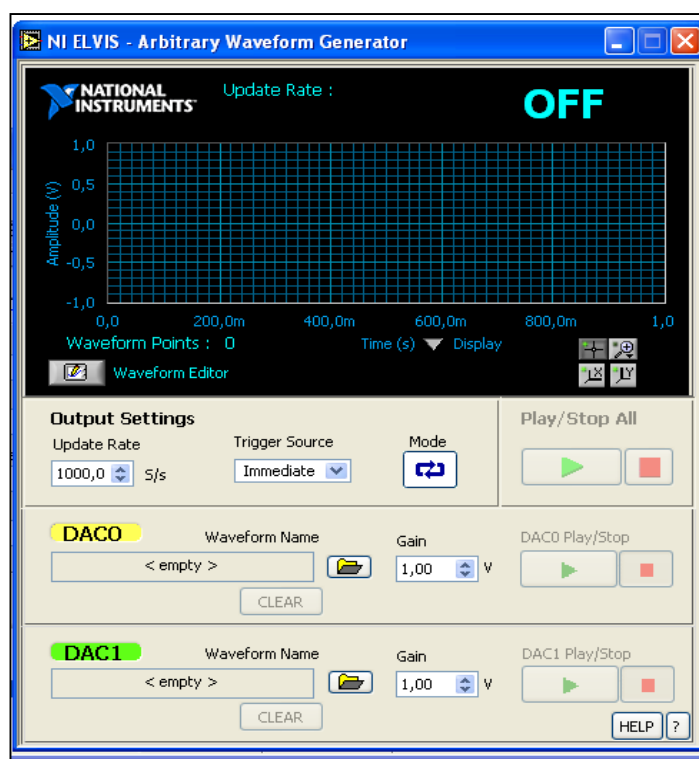 NI ELVIS - Arbitrary Waveform Generator
NATIONAL INSTRUMENTS™
Update Rate :
OFF
Amplitude (V)
1,0
0,5
0,0
-0,5
-1,0
0,0 200,0m 400,0m 600,0m 800,0m 1,0
Waveform Points : 0
Time (s) Display
Waveform Editor
X Y
Output Settings
Update Rate Trigger Source Mode
1000,0 S/s Immediate
Play/Stop All
DAC0 Waveform Name Gain DAC0 Play/Stop
< empty > 1,00 V
CLEAR
DAC1 Waveform Name Gain DAC1 Play/Stop
< empty > 1,00 V
CLEAR
HELP ?